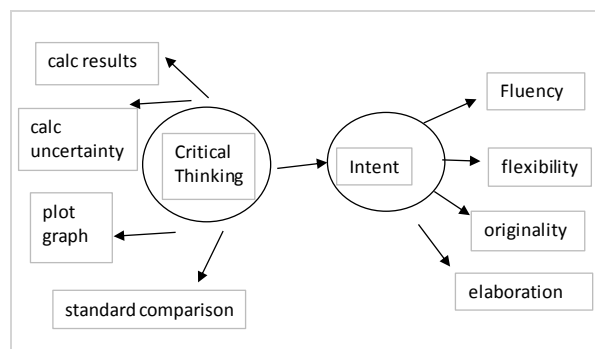 calc results
calc
uncertainty
plot
graph
standard comparison
Critical
Thinking
Intent
Fluency
flexibility
originality
elaboration